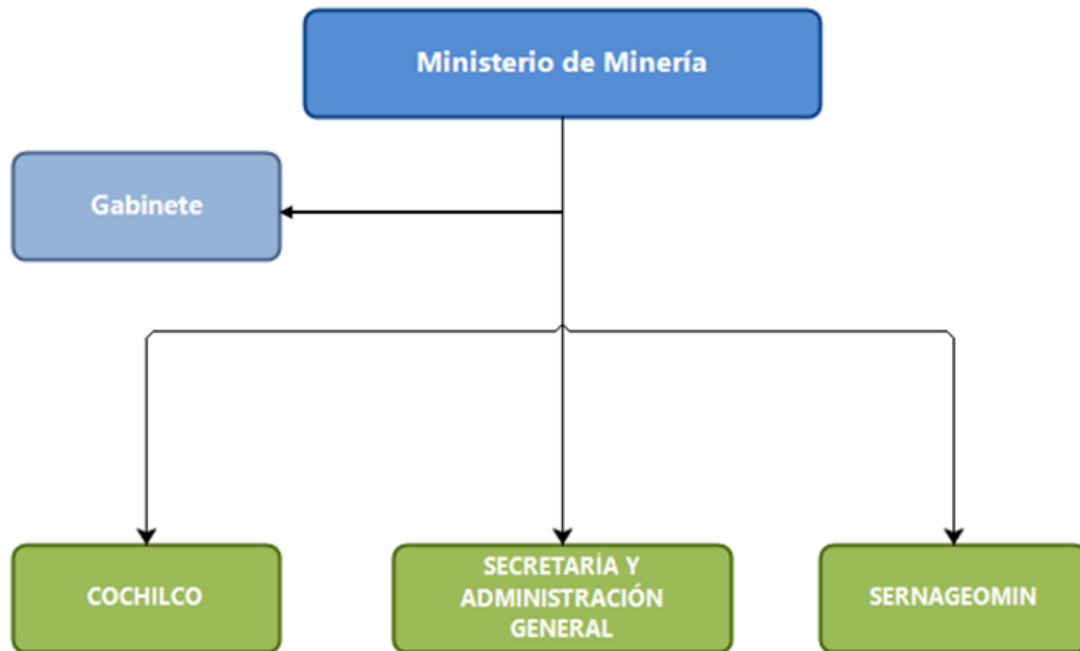 Ministerio de Minería
Gabinete
COCHILCO
SECRETARÍA Y
ADMINISTRACIÓN
GENERAL
SERNAGEOMIN